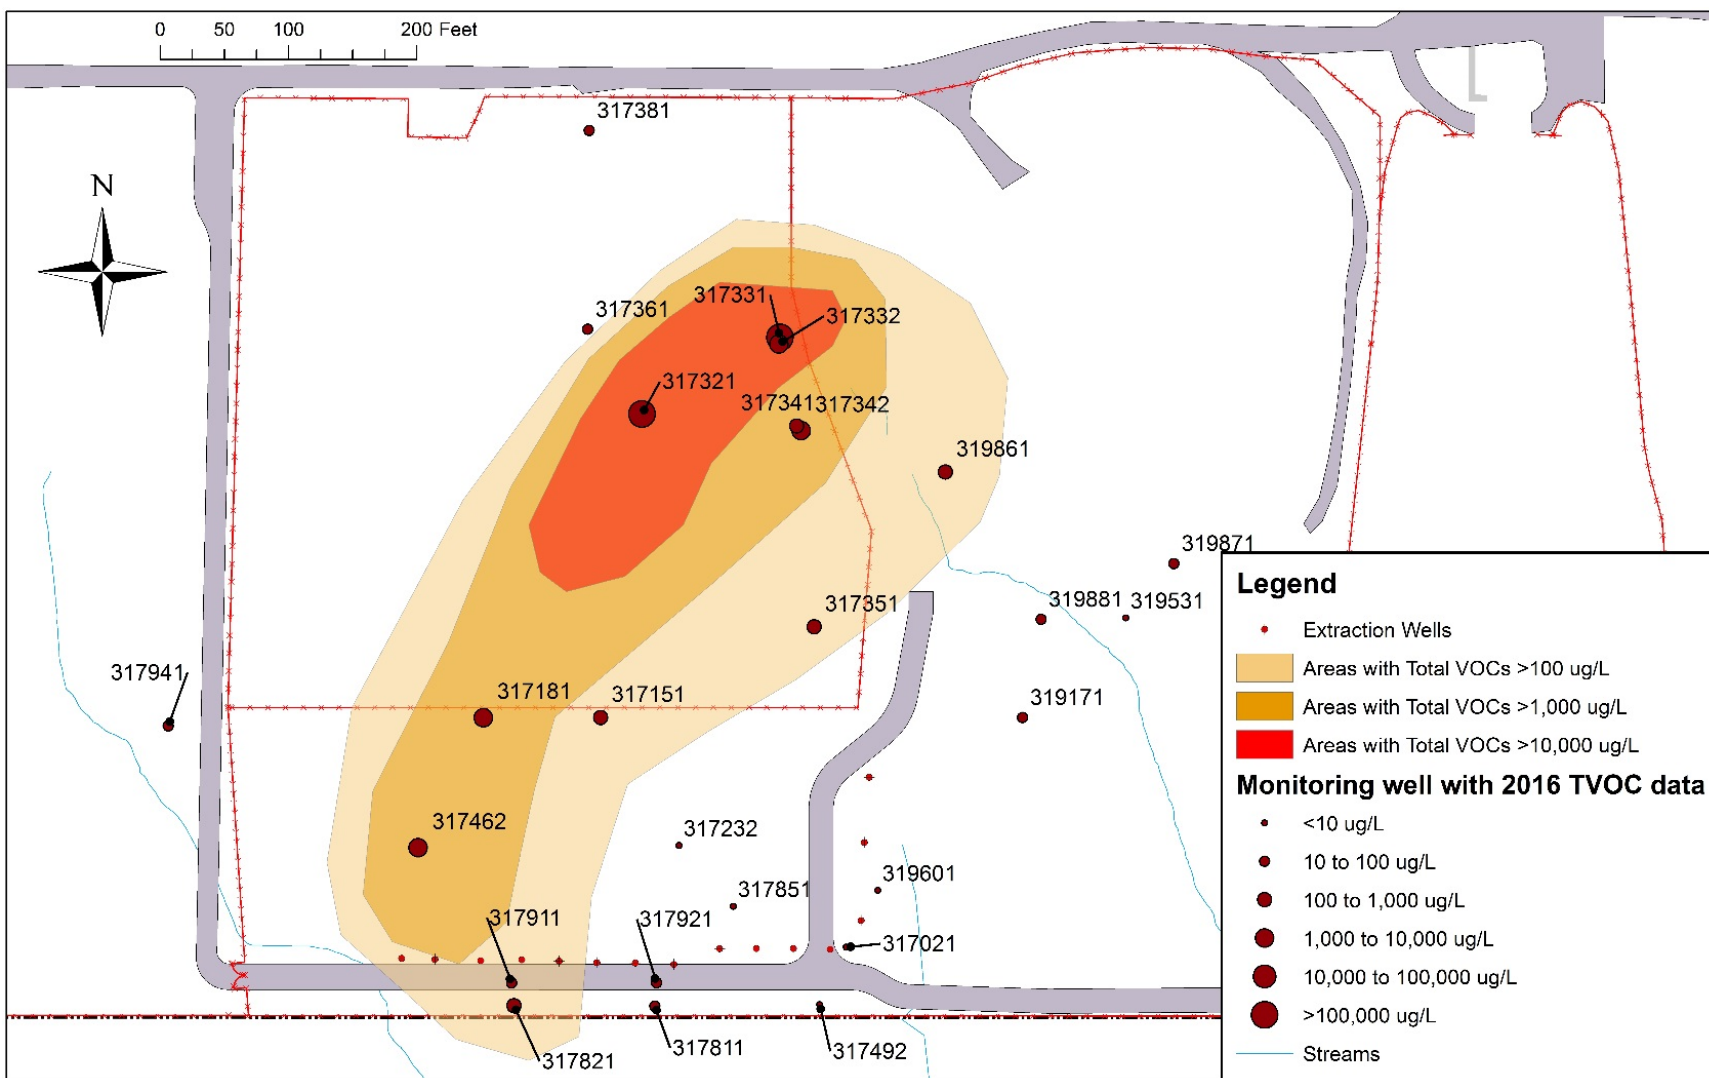 0 50 100 200 Feet
317381
N
317331
317361
317332
317321
317341 317342
319861
319871
317351
319881 319531
317941
317181 317151
319171
317462
317232
319601
317851
317911 317921
317021
317821
317811
317492
Legend
Extraction Wells
Areas with Total VOCs >100 ug/L
Areas with Total VOCs >1,000 ug/L
Areas with Total VOCs >10,000 ug/L
Monitoring well with 2016 TVOC data
<10 ug/L
10 to 100 ug/L
100 to 1,000 ug/L
1,000 to 10,000 ug/L
10,000 to 100,000 ug/L
>100,000 ug/L
Streams